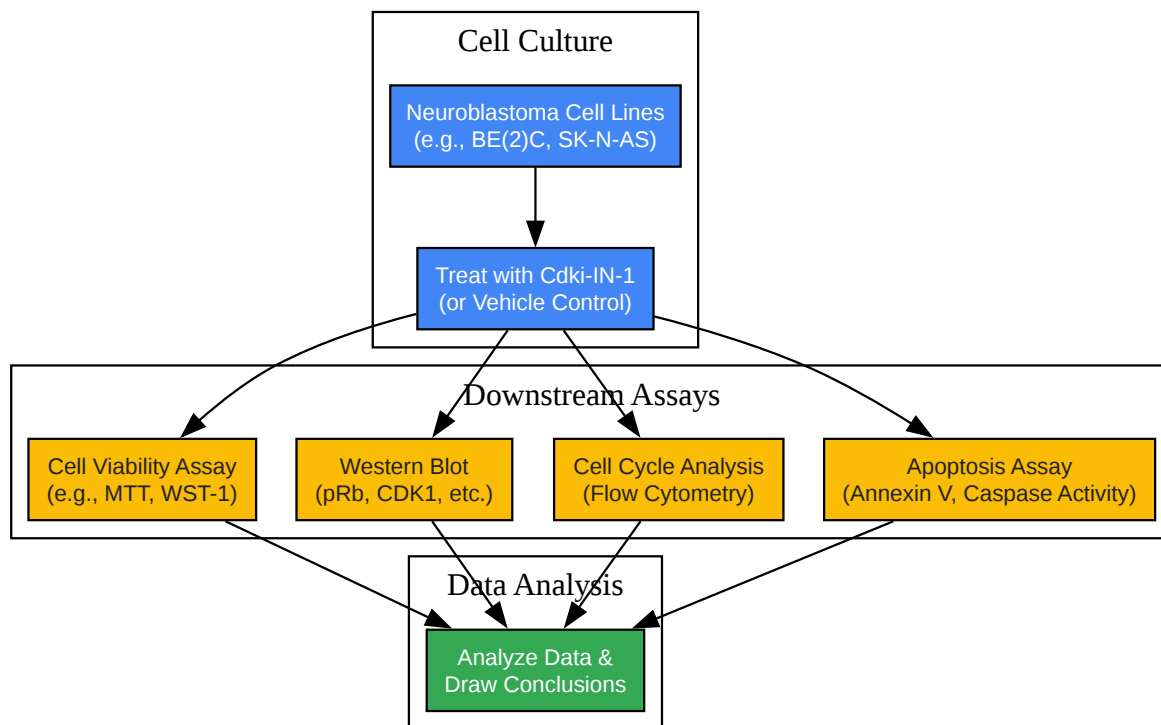 Cell Culture
Neuroblastoma Cell Lines
(e.g., BE(2)C, SK-N-AS)
Treat with Cdki-IN-1
(or Vehicle Control)
Downstream Assays
Cell Viability Assay
(e.g., MTT, WST-1)
Western Blot
(pRb, CDK1, etc.)
Cell Cycle Analysis
(Flow Cytometry)
Apoptosis Assay
(Annexin V, Caspase Activity)
Data Analysis
Analyze Data &
Draw Conclusions